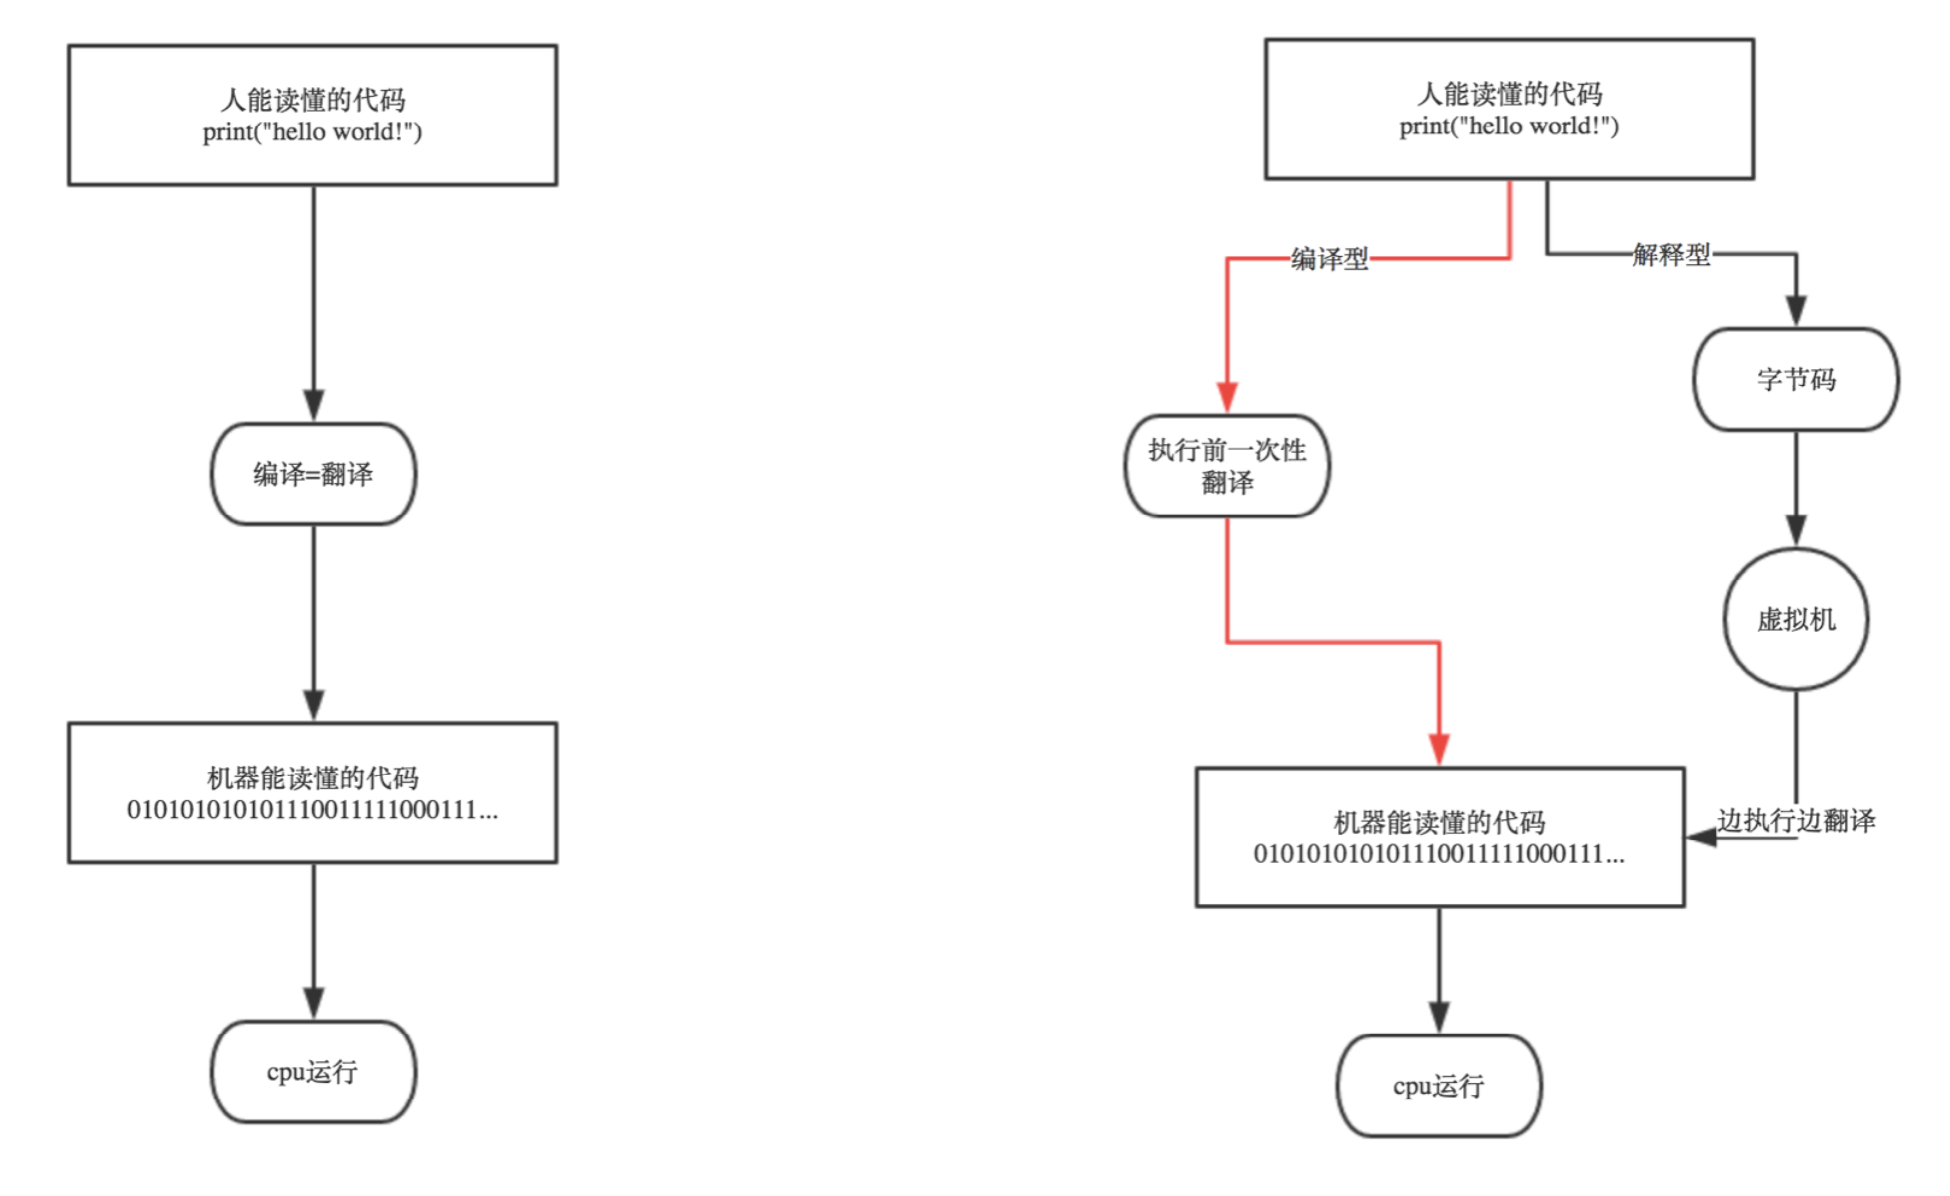 人能读懂的代码
print("hello world!")
编译=翻译
机器能读懂的代码
0101010101011100111110001​11...
cpu运行
人能读懂的代码
print("hello world!")
编译型
解释型
字节码
执行前一次性
翻译
虚拟机
边执行边翻译
机器能读懂的代码
010101010101110011111000111...
cpu运行